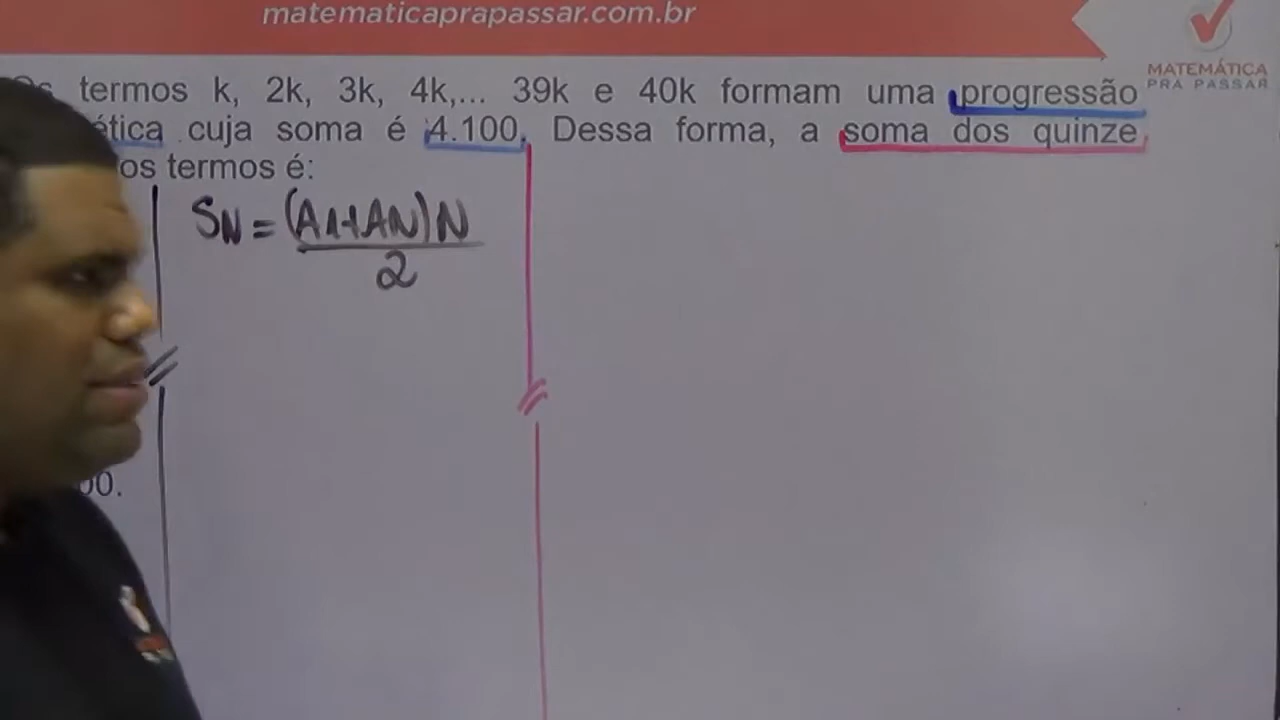 matematicaprapassar.com.br
MATEMÁTICA
PRA PASSAR
termos k, 2k, 3k, 4k,... 39k e 40k formam uma progressão
cuja soma é 4.100. Dessa forma, a soma dos quinze
termos é:
SN = (A1+AN)N
2
00.